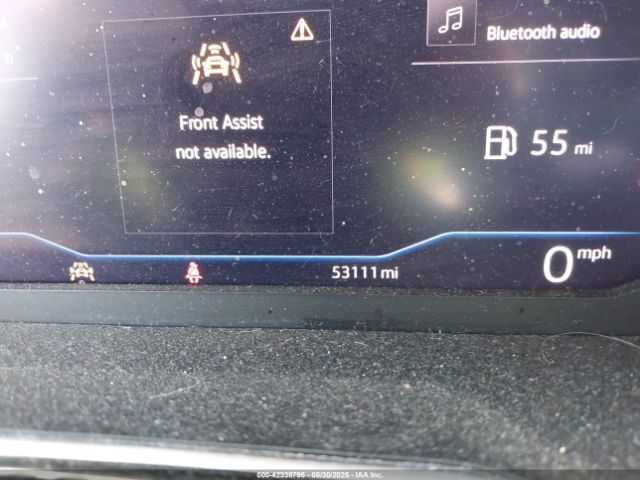 Bluetooth audio
Front Assist
not available.
55 mi
53111 mi
0 mph
000-42338795 - 05/30/2025 - IAA Inc.